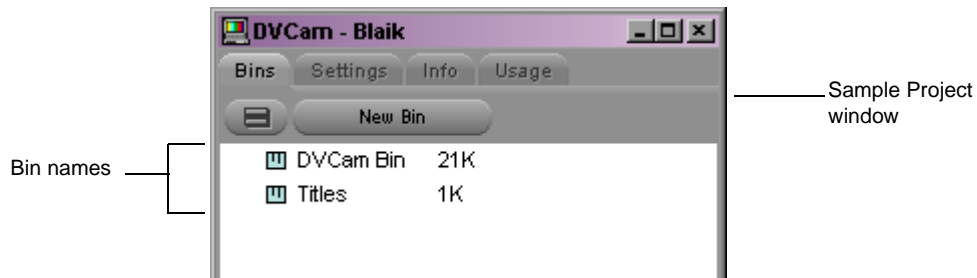 DVCam - Blaik
Bins Settings Info Usage
New Bin
DVCam Bin 21K
Titles 1K
Bin names
Sample Project
window